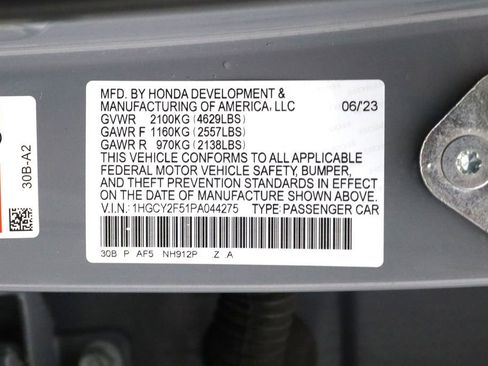 MFD. BY HONDA DEVELOPMENT &
MANUFACTURING OF AMERICA, LLC 06/'23
GVWR 2100KG (4629LBS)
GAWR F 1160KG (2557LBS)
GAWR R 970KG (2138LBS)
THIS VEHICLE CONFORMS TO ALL APPLICABLE
FEDERAL MOTOR VEHICLE SAFETY, BUMPER,
AND THEFT PREVENTION STANDARDS IN EFFECT
ON THE DATE OF MANUFACTURE SHOWN ABOVE.
V.I.N.: 1HGCY2F51PA044275 TYPE: PASSENGER CAR
30B P AF5 NH912P .Z .A
30B-A2